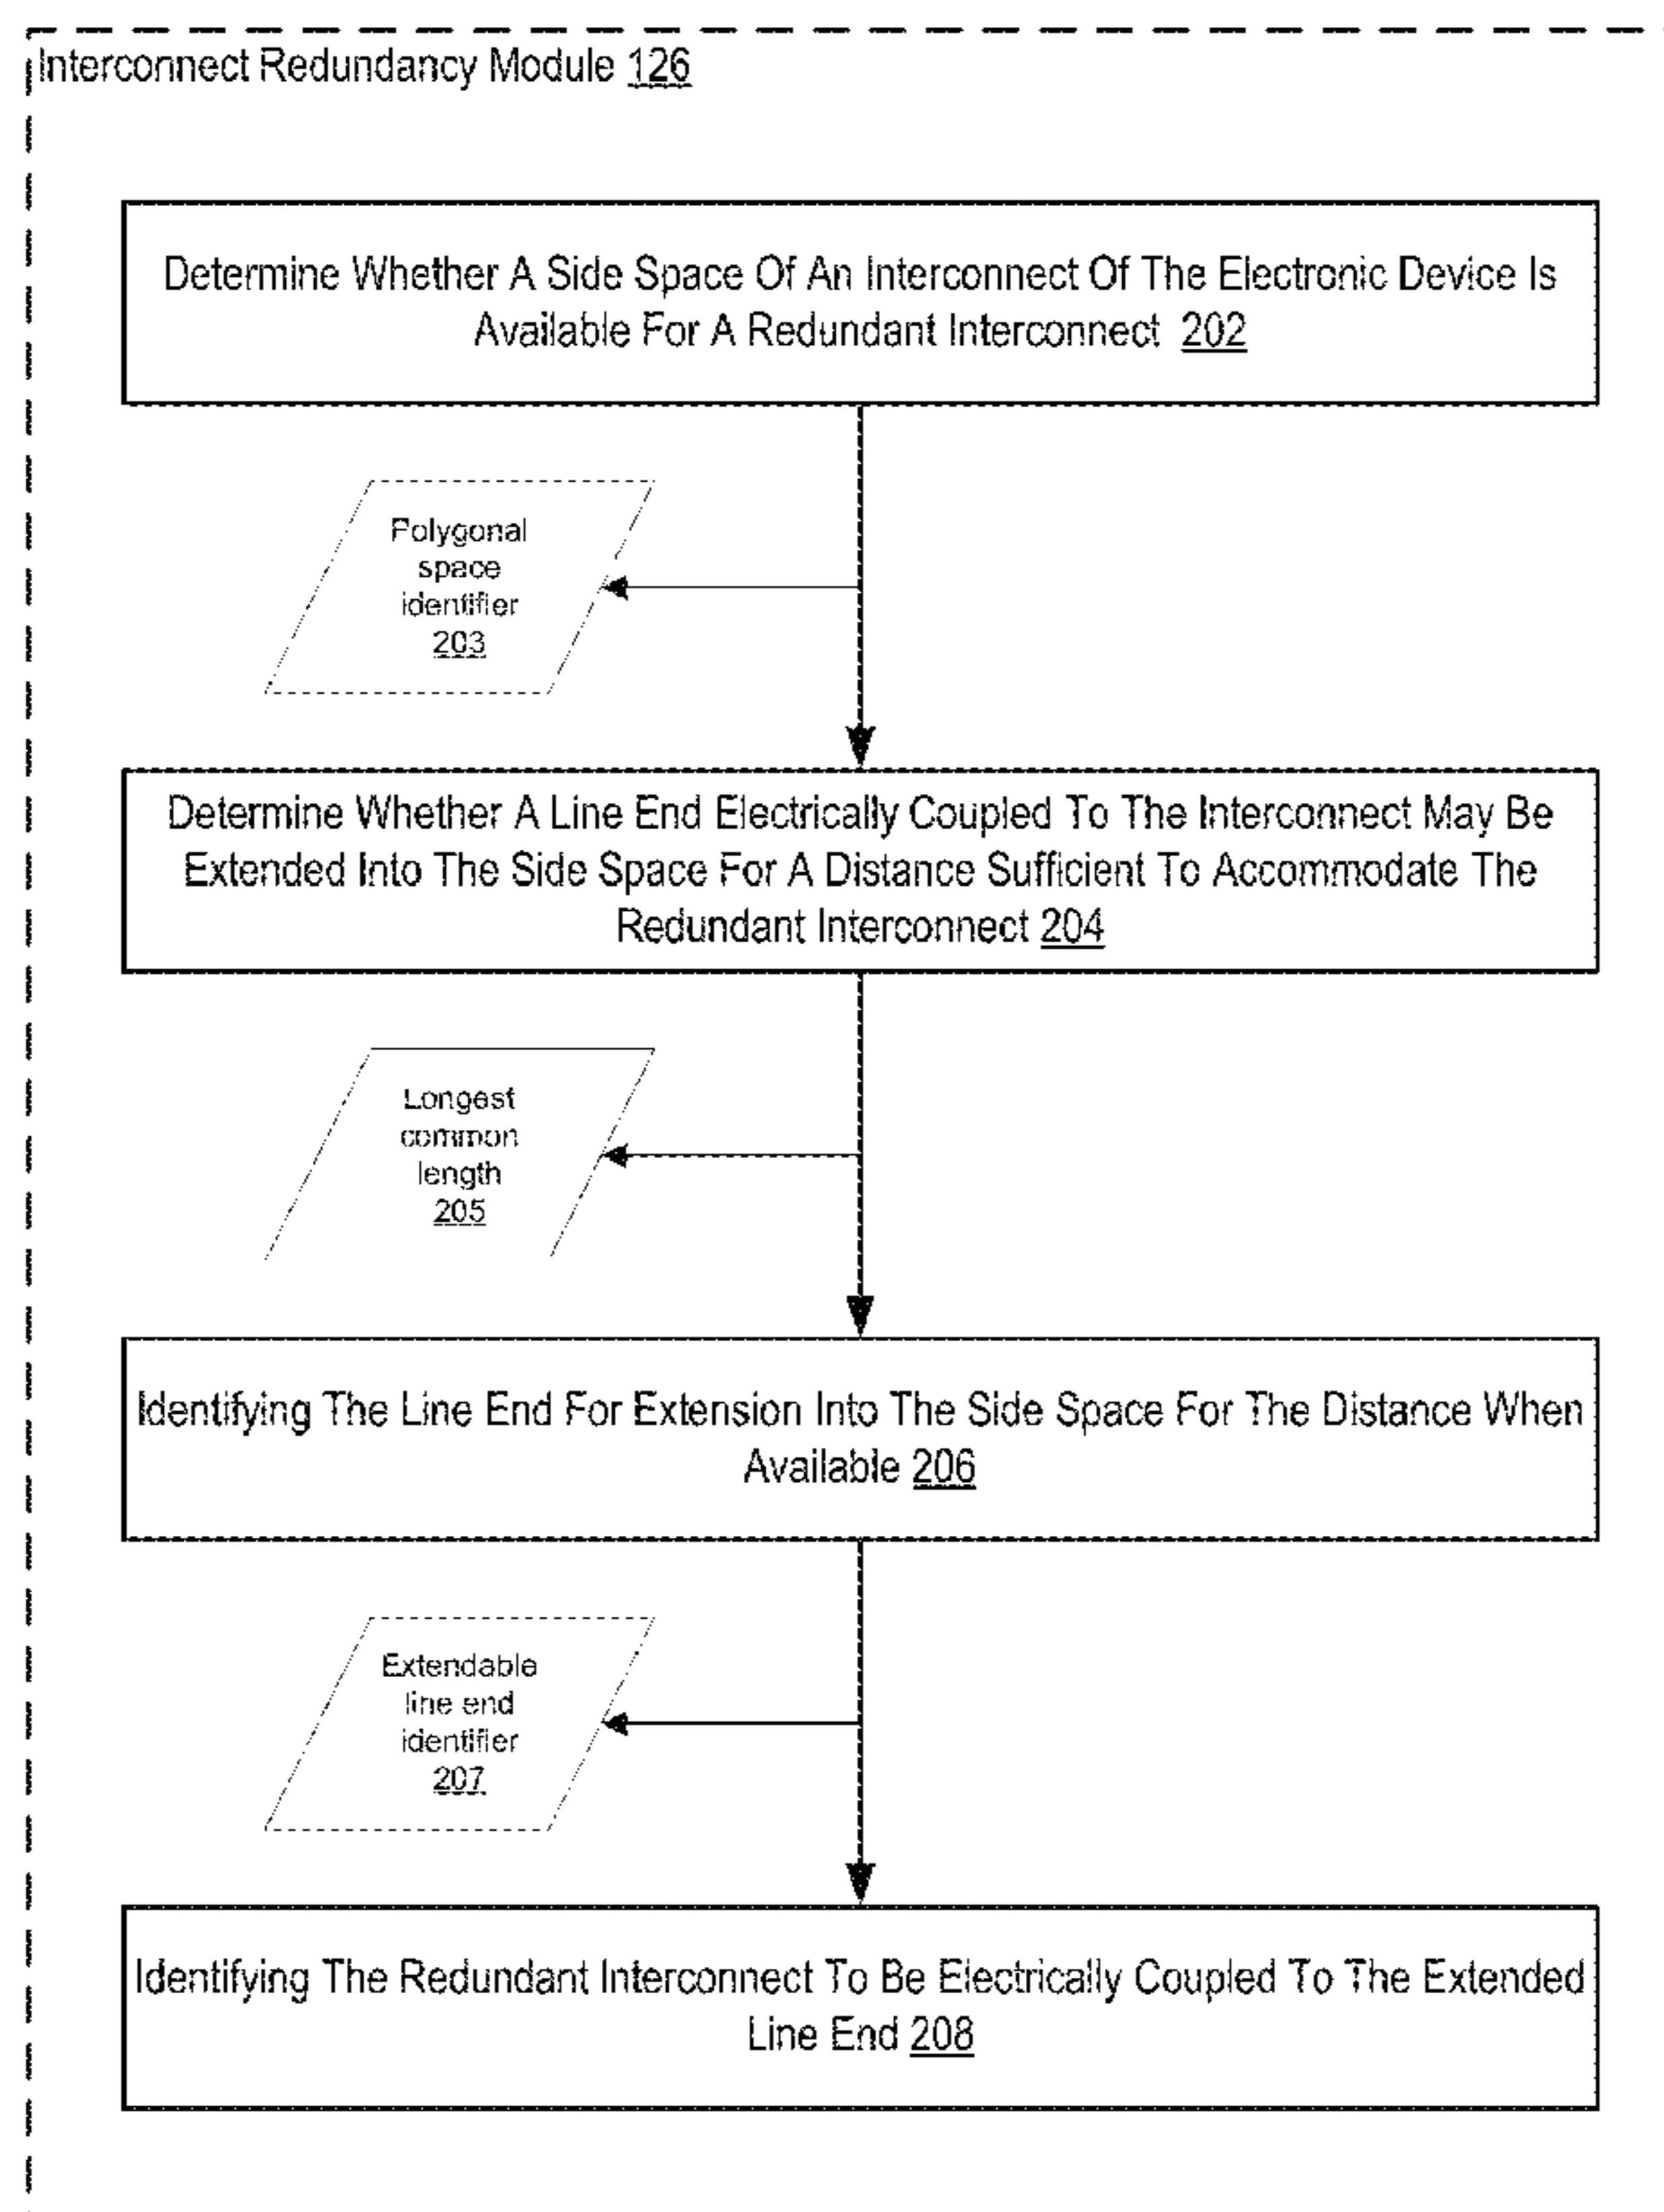 Interconnect Redundancy Module 126
Determine Whether A Side Space Of An Interconnect Of The Electronic Device Is
Available For A Redundant Interconnect 202
Polygonal
space
identifier
203
Determine Whether A Line End Electrically Coupled To The Interconnect May Be
Extended Into The Side Space For A Distance Sufficient To Accommodate The
Redundant Interconnect 204
Longest
common
length
205
Identifying The Line End For Extension Into The Side Space For The Distance When
Available 206
Extendable
line end
identifier
207
Identifying The Redundant Interconnect To Be Electrically Coupled To The Extended
Line End 208